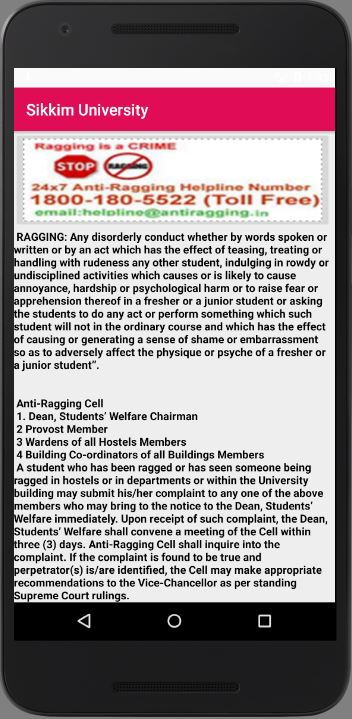 Sikkim University
Ragging is a CRIME
STOP RAGGING
24x7 Anti-Ragging Helpline Number
1800-180-5522 (Toll Free)
email:helpline@antiragging.in
RAGGING: Any disorderly conduct whether by words spoken or
written or by an act which has the effect of teasing, treating or
handling with rudeness any other student, indulging in rowdy or
undisciplined activities which causes or is likely to cause
annoyance, hardship or psychological harm or to raise fear or
apprehension thereof in a fresher or a junior student or asking
the students to do any act or perform something which such
student will not in the ordinary course and which has the effect
of causing or generating a sense of shame or embarrassment
so as to adversely affect the physique or psyche of a fresher or
a junior student”.
Anti-Ragging Cell
1. Dean, Students’ Welfare Chairman
2 Provost Member
3 Wardens of all Hostels Members
4 Building Co-ordinators of all Buildings Members
A student who has been ragged or has seen someone being
ragged in hostels or in departments or within the University
building may submit his/her complaint to any one of the above
members who may bring to the notice to the Dean, Students’
Welfare immediately. Upon receipt of such complaint, the Dean,
Students’ Welfare shall convene a meeting of the Cell within
three (3) days. Anti-Ragging Cell shall inquire into the
complaint. If the complaint is found to be true and
perpetrator(s) is/are identified, the Cell may make appropriate
recommendations to the Vice-Chancellor as per standing
Supreme Court rulings.